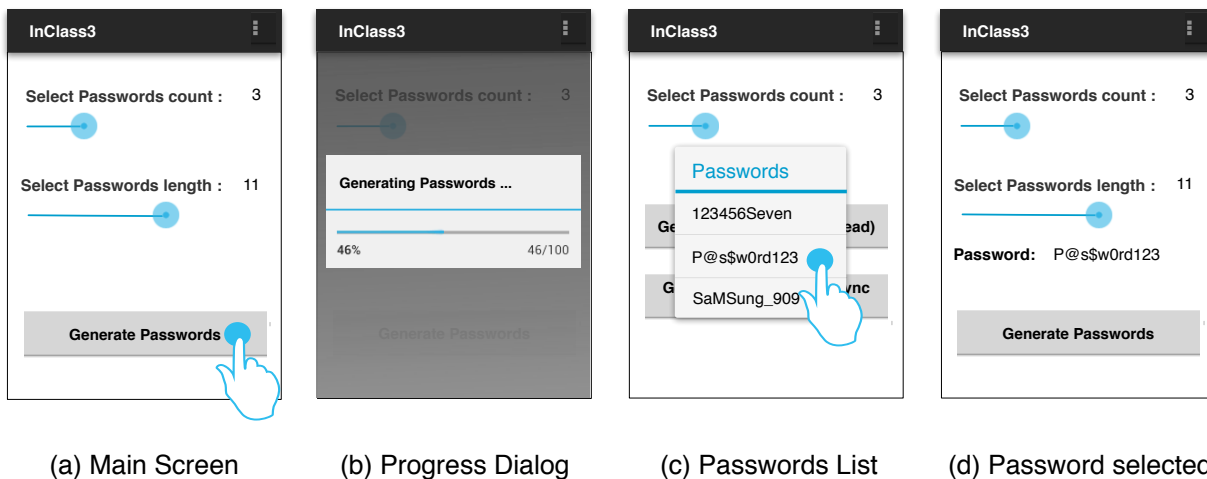 InClass3
Select Passwords count : 3
Select Passwords length : 11
Generate Passwords
(a) Main Screen
InClass3
Select Passwords count : 3
Generating Passwords ...
46% 46/100
Generate Passwords
(b) Progress Dialog
InClass3
Select Passwords count : 3
Passwords
123456Seven
Ge ead)
P@s$w0rd123
G ync
SaMSung_909
(c) Passwords List
InClass3
Select Passwords count : 3
Select Passwords length : 11
Password: P@s$w0rd123
Generate Passwords
(d) Password selected